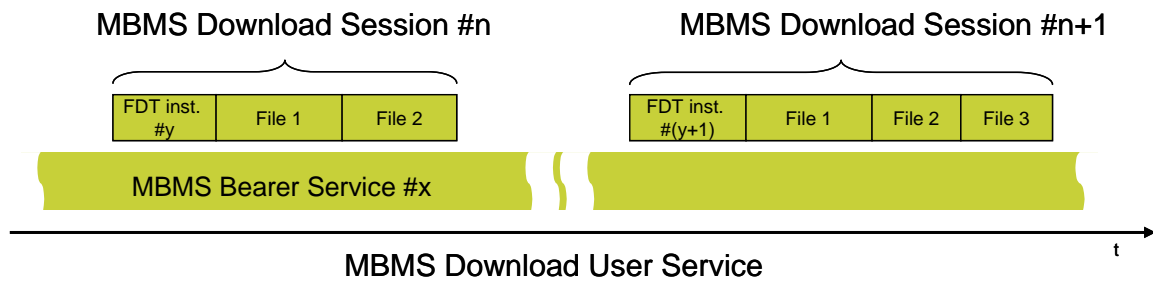 MBMS Download Session #n
MBMS Download Session #n+1
FDT inst.
#y
File 1
File 2
FDT inst.
#(y+1)
File 1
File 2
File 3
MBMS Bearer Service #x
t
MBMS Download User Service